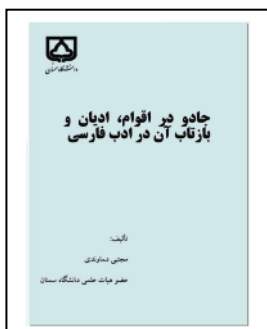 دانشگاه سمنان
جادو در اقوام، ادیان و
بازتاب آن در ادب فارسی
تألیف:
مجتبی دماوندی
عضو هیات علمی دانشگاه سمنان